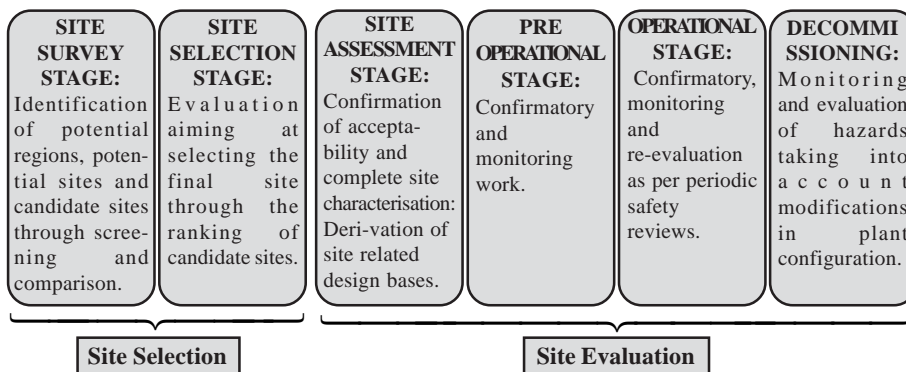 SITE
SURVEY
STAGE:
Identification
of potential
regions, poten-
tial sites and
candidate sites
through scree-
ning and
comparison.
SITE
SELECTION
STAGE:
Evaluation
aiming at
selecting the
final site
through the
ranking of
candidate sites.
SITE
ASSESSMENT
STAGE:
Confirmation
of accepta-
bility and
complete site
characterisation:
Deri-vation of
site related
design bases.
PRE
OPERATIONAL
STAGE:
Confirmatory
and
monitoring
work.
OPERATIONAL
STAGE:
Confirmatory,
monitoring
and
re-evaluation
as per periodic
safety
reviews.
DECOMMI
SSIONING:
Monitoring
and evaluation
of hazards
taking into
account
modifications
in plant
configuration.
Site Selection
Site Evaluation